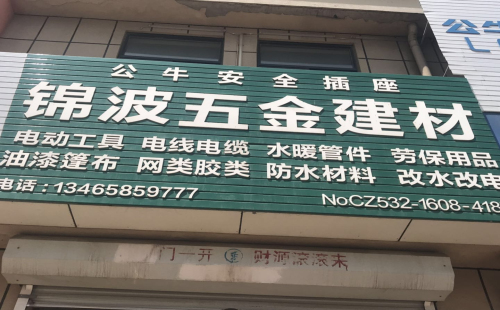 公牛安全插座
锦波五金建材
电动工具 电线电缆 水暖管件 劳保用品
油漆篷布 网类胶类 防水材料 改水改电
电话：13465859777 NoCZ532-1608-418
门一开 财源滚滚来
公牛